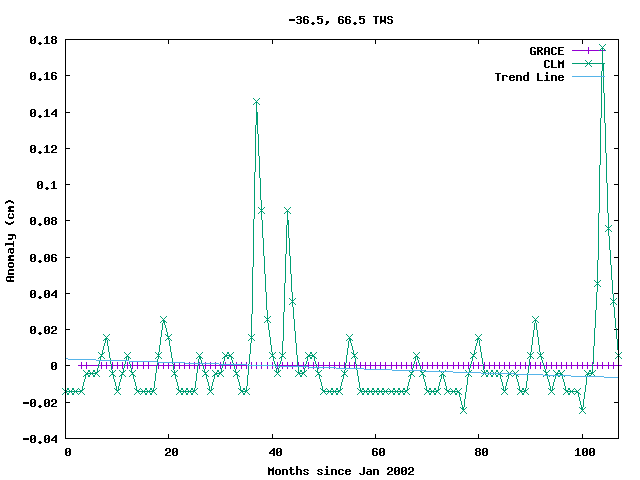 -36.5, 66.5 TWS
GRACE
CLM
Trend Line
0.18
0.16
0.14
0.12
0.1
0.08
0.06
0.04
0.02
0
-0.02
-0.04
Anomaly (cm)
0 20 40 60 80 100
Months since Jan 2002